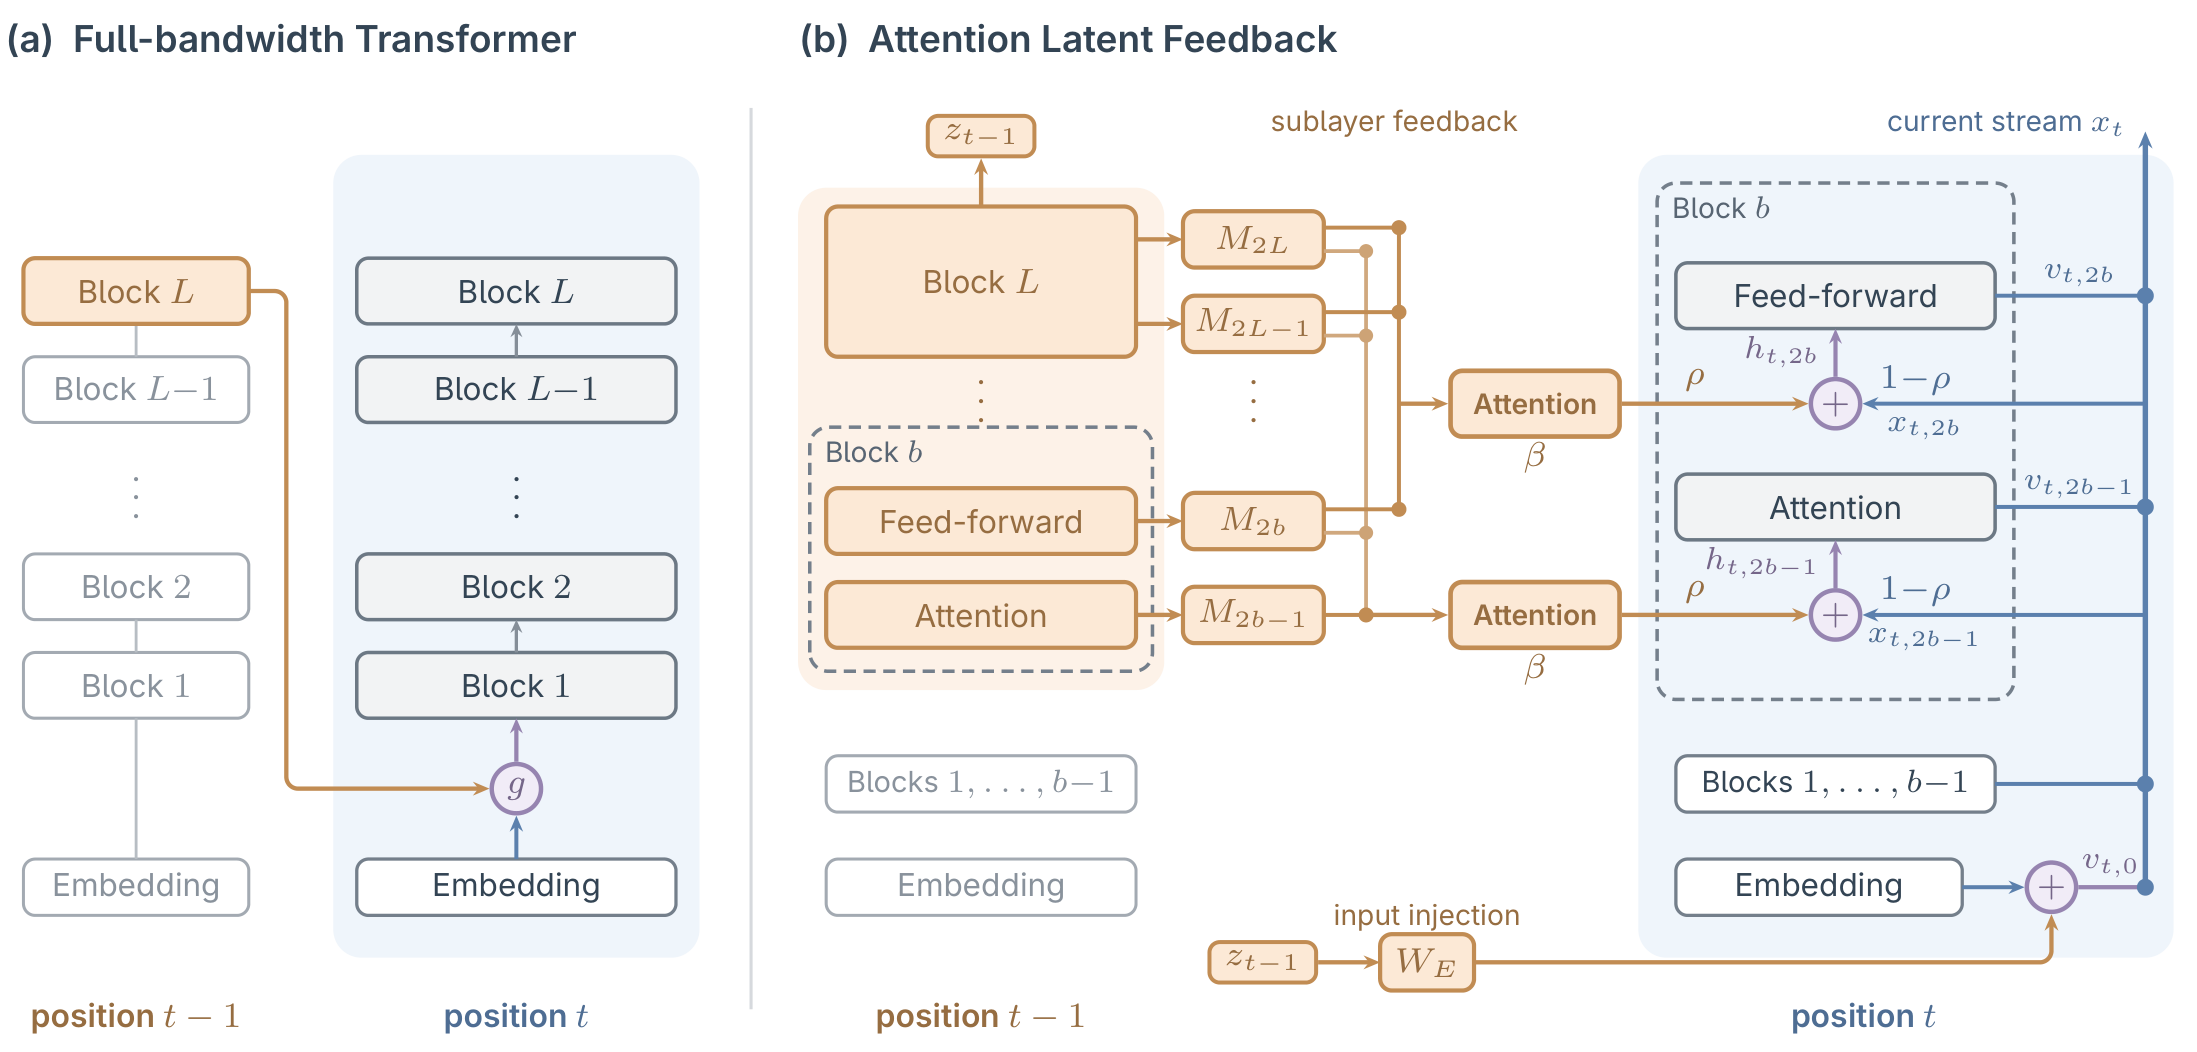 (a) Full-bandwidth Transformer
Block L
Block L−1
⋮
Block 2
Block 1
Embedding
position t − 1
Block L
Block L−1
⋮
Block 2
Block 1
g
Embedding
position t
(b) Attention Latent Feedback
z_{t−1}
Block L
⋮
Block b
Feed-forward
Attention
Blocks 1, . . . , b−1
Embedding
position t − 1
sublayer feedback
M_{2L}
M_{2L−1}
⋮
M_{2b}
M_{2b−1}
Attention
β
Attention
β
input injection
z_{t−1}
W_E
current stream x_t
Block b
Feed-forward
v_{t,2b}
h_{t,2b}
ρ
+
1−ρ
x_{t,2b}
Attention
v_{t,2b−1}
h_{t,2b−1}
ρ
+
1−ρ
x_{t,2b−1}
Blocks 1, . . . , b−1
Embedding
+
v_{t,0}
position t